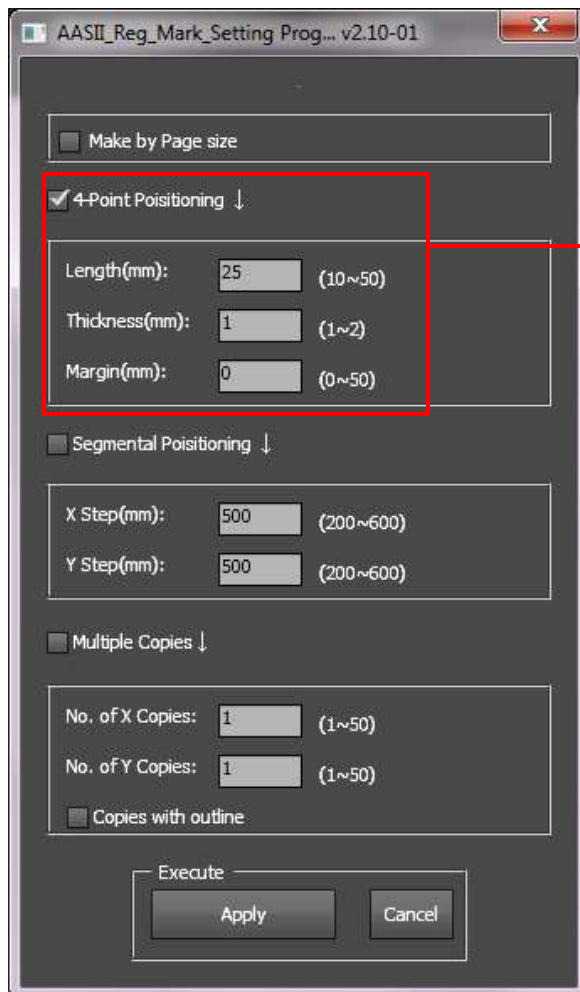 AASII_Reg_Mark_Setting Prog... v2.10-01
x
Make by Page size
4-Point Poisitioning ↓
Length(mm): 25 (10~50)
Thickness(mm): 1 (1~2)
Margin(mm): 0 (0~50)
Segmental Poisitioning ↓
X Step(mm): 500 (200~600)
Y Step(mm): 500 (200~600)
Multiple Copies ↓
No. of X Copies: 1 (1~50)
No. of Y Copies: 1 (1~50)
Copies with outline
Execute
Apply Cancel